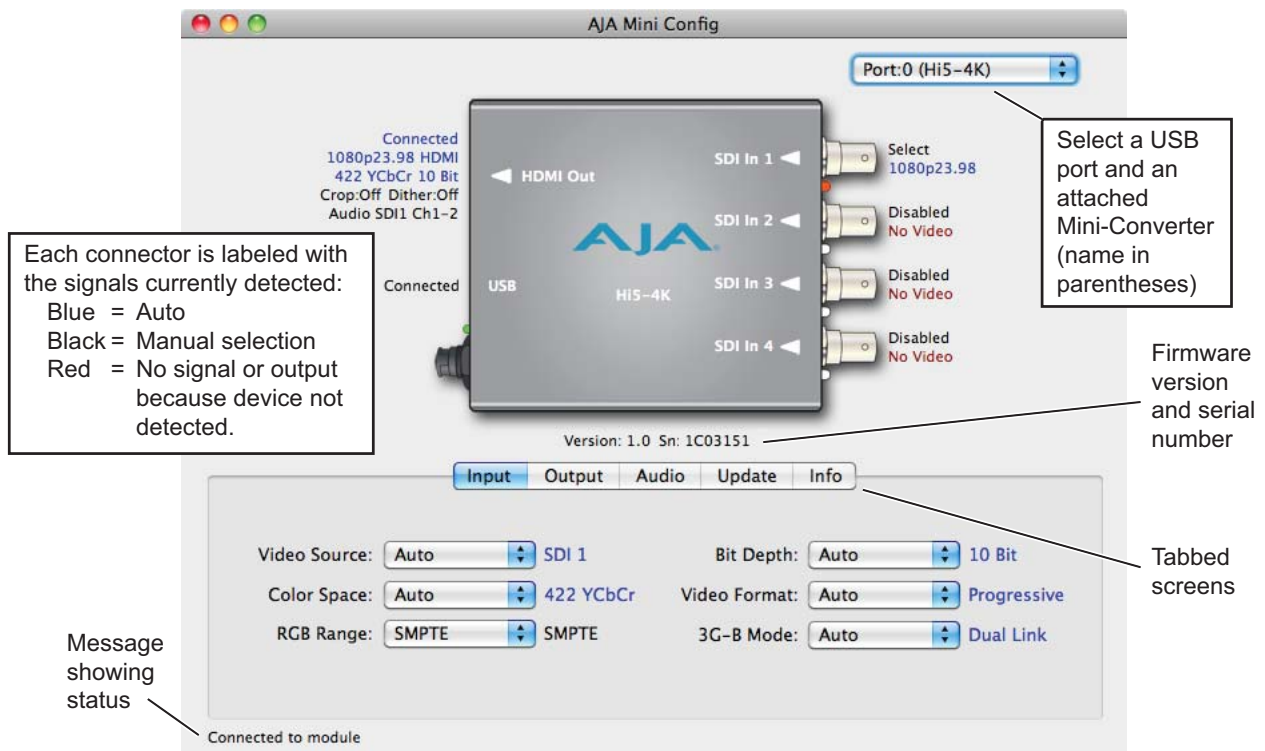 AJA Mini Config
Port:0 (Hi5-4K)
Select a USB
port and an
attached
Mini-Converter
(name in
parentheses)
Connected
1080p23.98 HDMI
422 YCbCr 10 Bit
Crop:Off Dither:Off
Audio SDI1 Ch1-2
Connected
HDMI Out
USB
AJA
Hi5-4K
SDI In 1
SDI In 2
SDI In 3
SDI In 4
Select
1080p23.98
Disabled
No Video
Disabled
No Video
Disabled
No Video
Each connector is labeled with
the signals currently detected:
Blue = Auto
Black = Manual selection
Red = No signal or output
because device not
detected.
Firmware
version
and serial
number
Version: 1.0 Sn: 1C03151
Input Output Audio Update Info
Tabbed
screens
Video Source: Auto SDI 1
Bit Depth: Auto 10 Bit
Color Space: Auto 422 YCbCr
Video Format: Auto Progressive
RGB Range: SMPTE SMPTE
3G-B Mode: Auto Dual Link
Message
showing
status
Connected to module